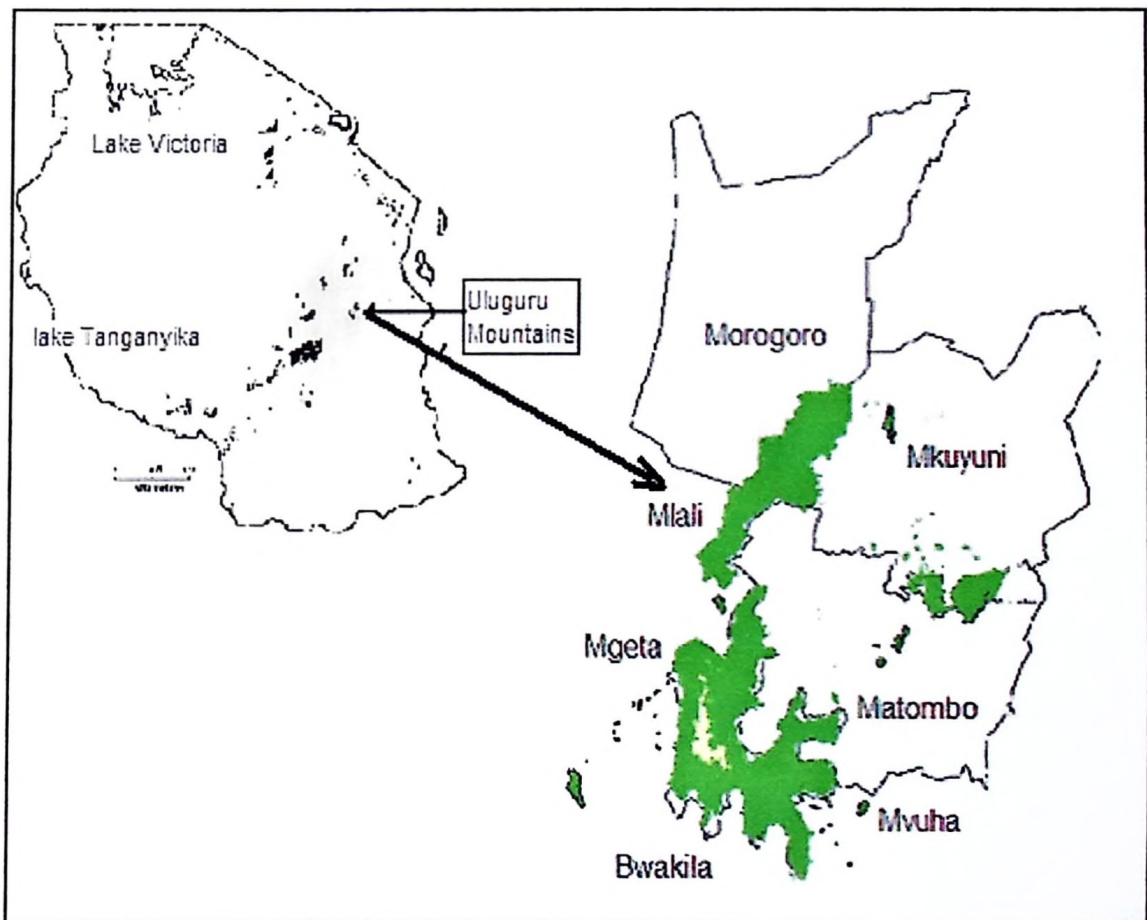 Lake Victoria
lake Tanganyika
Uluguru
Mountains
Morogoro
Mkuyuni
Mlali
Mgeta
Matombo
Mvuha
Bwakila